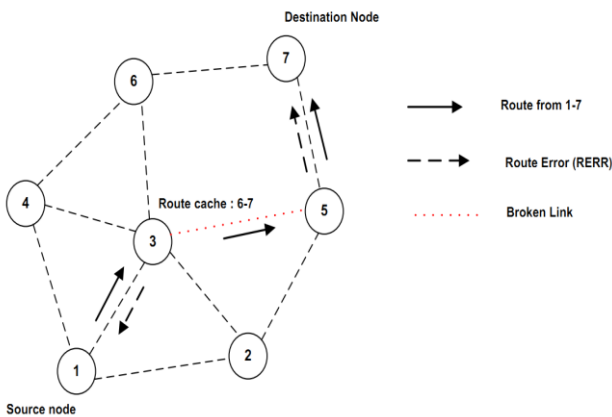 Destination Node
7
6
Route from 1-7
Route Error (RERR)
4
Route cache : 6-7
5
Broken Link
3
2
1
Source node